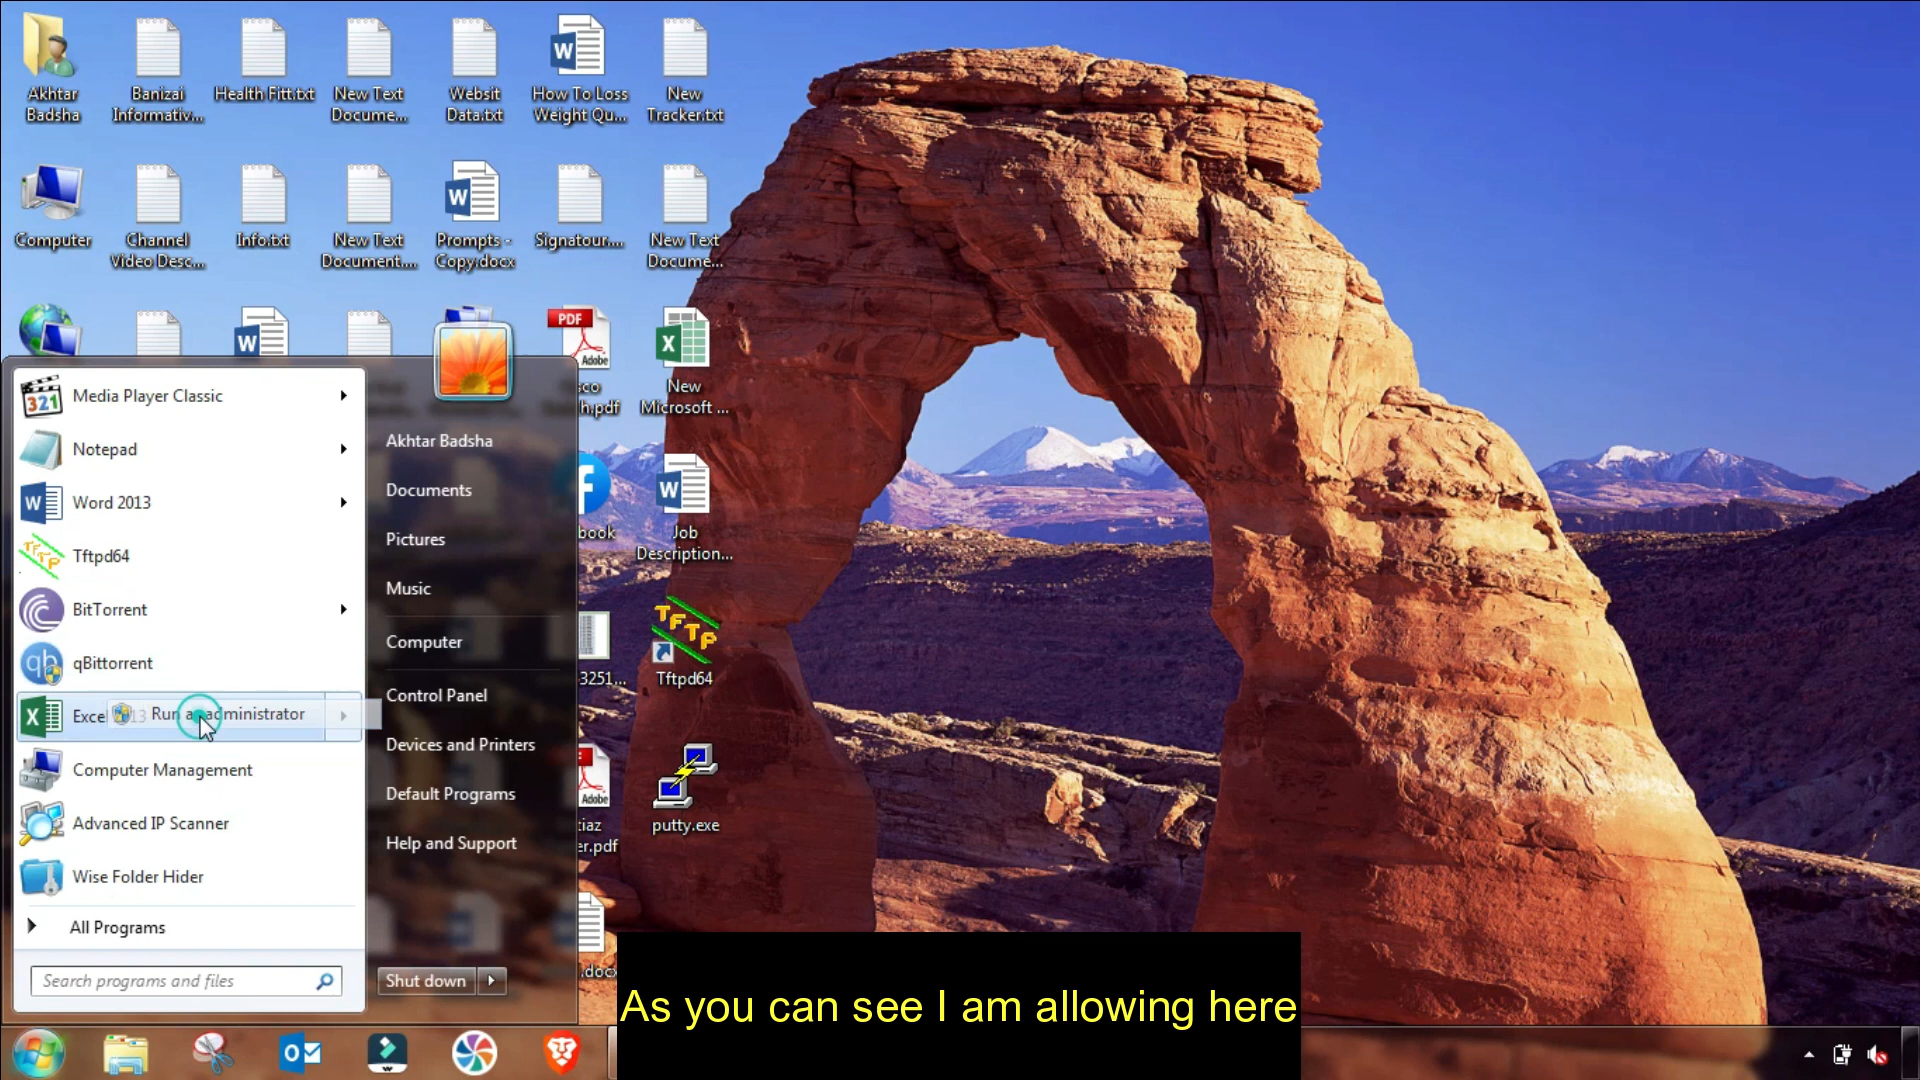 Akhtar
Badsha
Banizai
Informativ...
Health Fitt.txt
New Text
Docume...
Websit
Data.txt
How To Loss
Weight Qu...
New
Tracker.txt
Computer
Channel
Video Desc...
Info.txt
New Text
Document....
Prompts -
Copy.docx
Signatour....
New Text
Docume...
PDF
Adobe
h.pdf
New
Microsoft ...
book
Job
Description...
3251...
Tftpd64
Adobe
tiaz
er.pdf
putty.exe
.docx
Media Player Classic
Notepad
Word 2013
Tftpd64
BitTorrent
qBittorrent
Run as administrator
Computer Management
Advanced IP Scanner
Wise Folder Hider
All Programs
Search programs and files
Akhtar Badsha
Documents
Pictures
Music
Computer
Control Panel
Devices and Printers
Default Programs
Help and Support
Shut down
As you can see I am allowing here